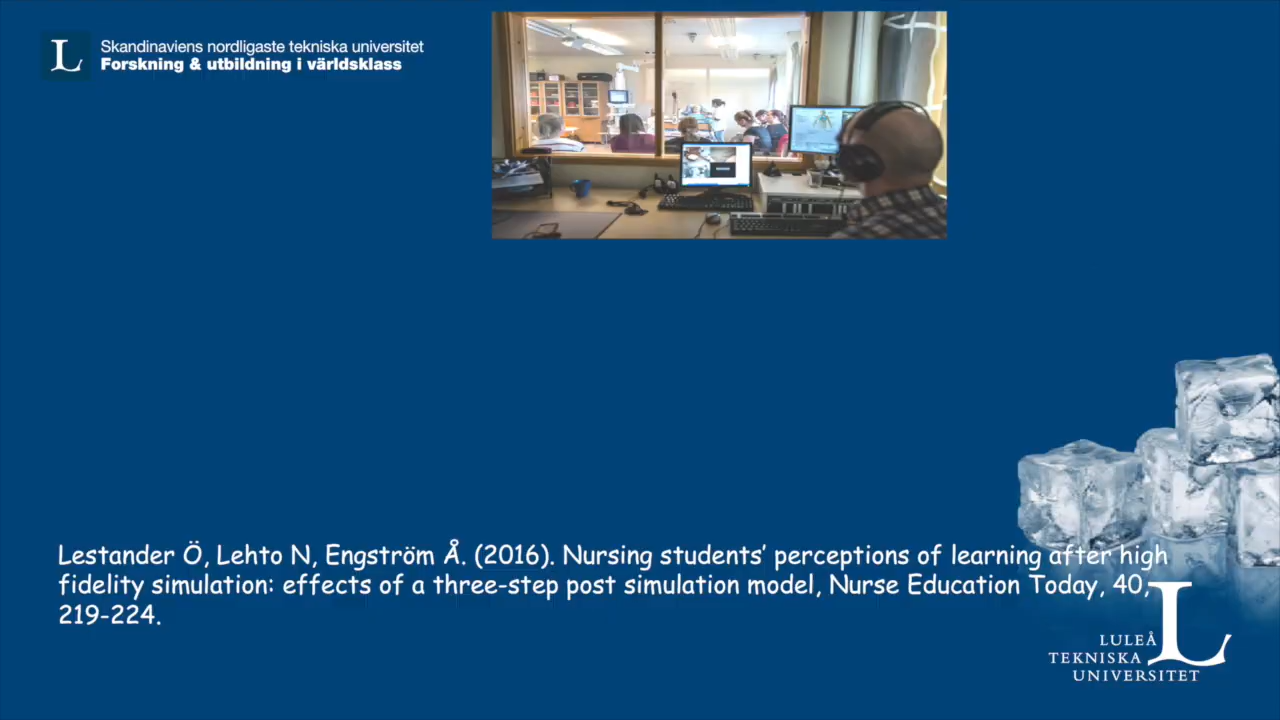 L
Skandinaviens nordligaste tekniska universitet
Forskning & utbildning i världsklass
Lestander Ö, Lehto N, Engström Å. (2016). Nursing students’ perceptions of learning after high
fidelity simulation: effects of a three-step post simulation model, Nurse Education Today, 40,
219-224.
L
LULEÅ
TEKNISKA
UNIVERSITET